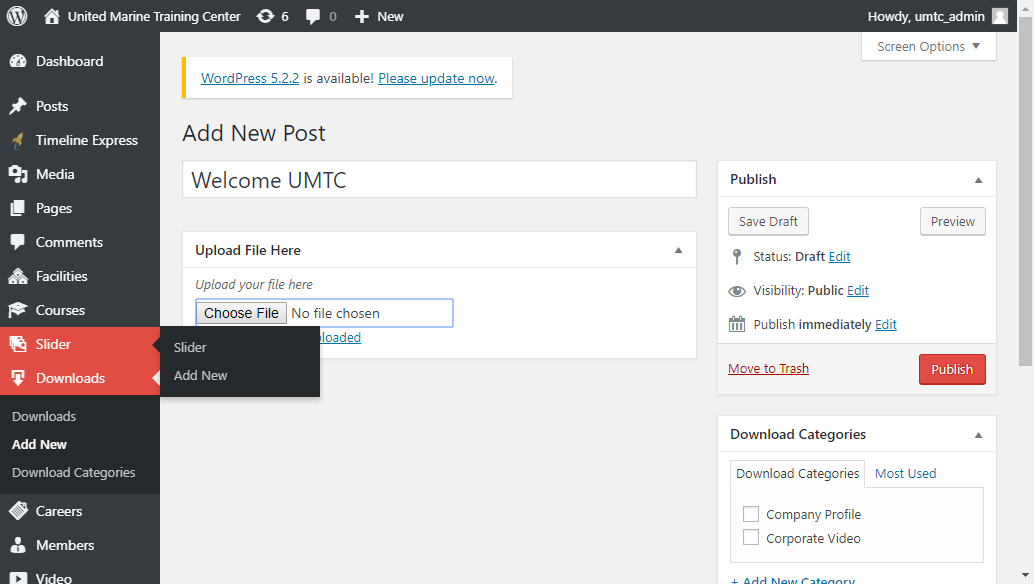 United Marine Training Center 6 0 New Howdy, umtc_admin
Screen Options
Dashboard
Posts
Timeline Express
Media
Pages
Comments
Facilities
Courses
Slider
Downloads
Slider
Add New
Downloads
Add New
Download Categories
Careers
Members
Video
WordPress 5.2.2 is available! Please update now.
Add New Post
Welcome UMTC
Upload File Here
Upload your file here
Choose File No file chosen
Publish
Save Draft Preview
Status: Draft Edit
Visibility: Public Edit
Publish immediately Edit
Move to Trash Publish
Download Categories
Download Categories Most Used
Company Profile
Corporate Video
+ Add New Category